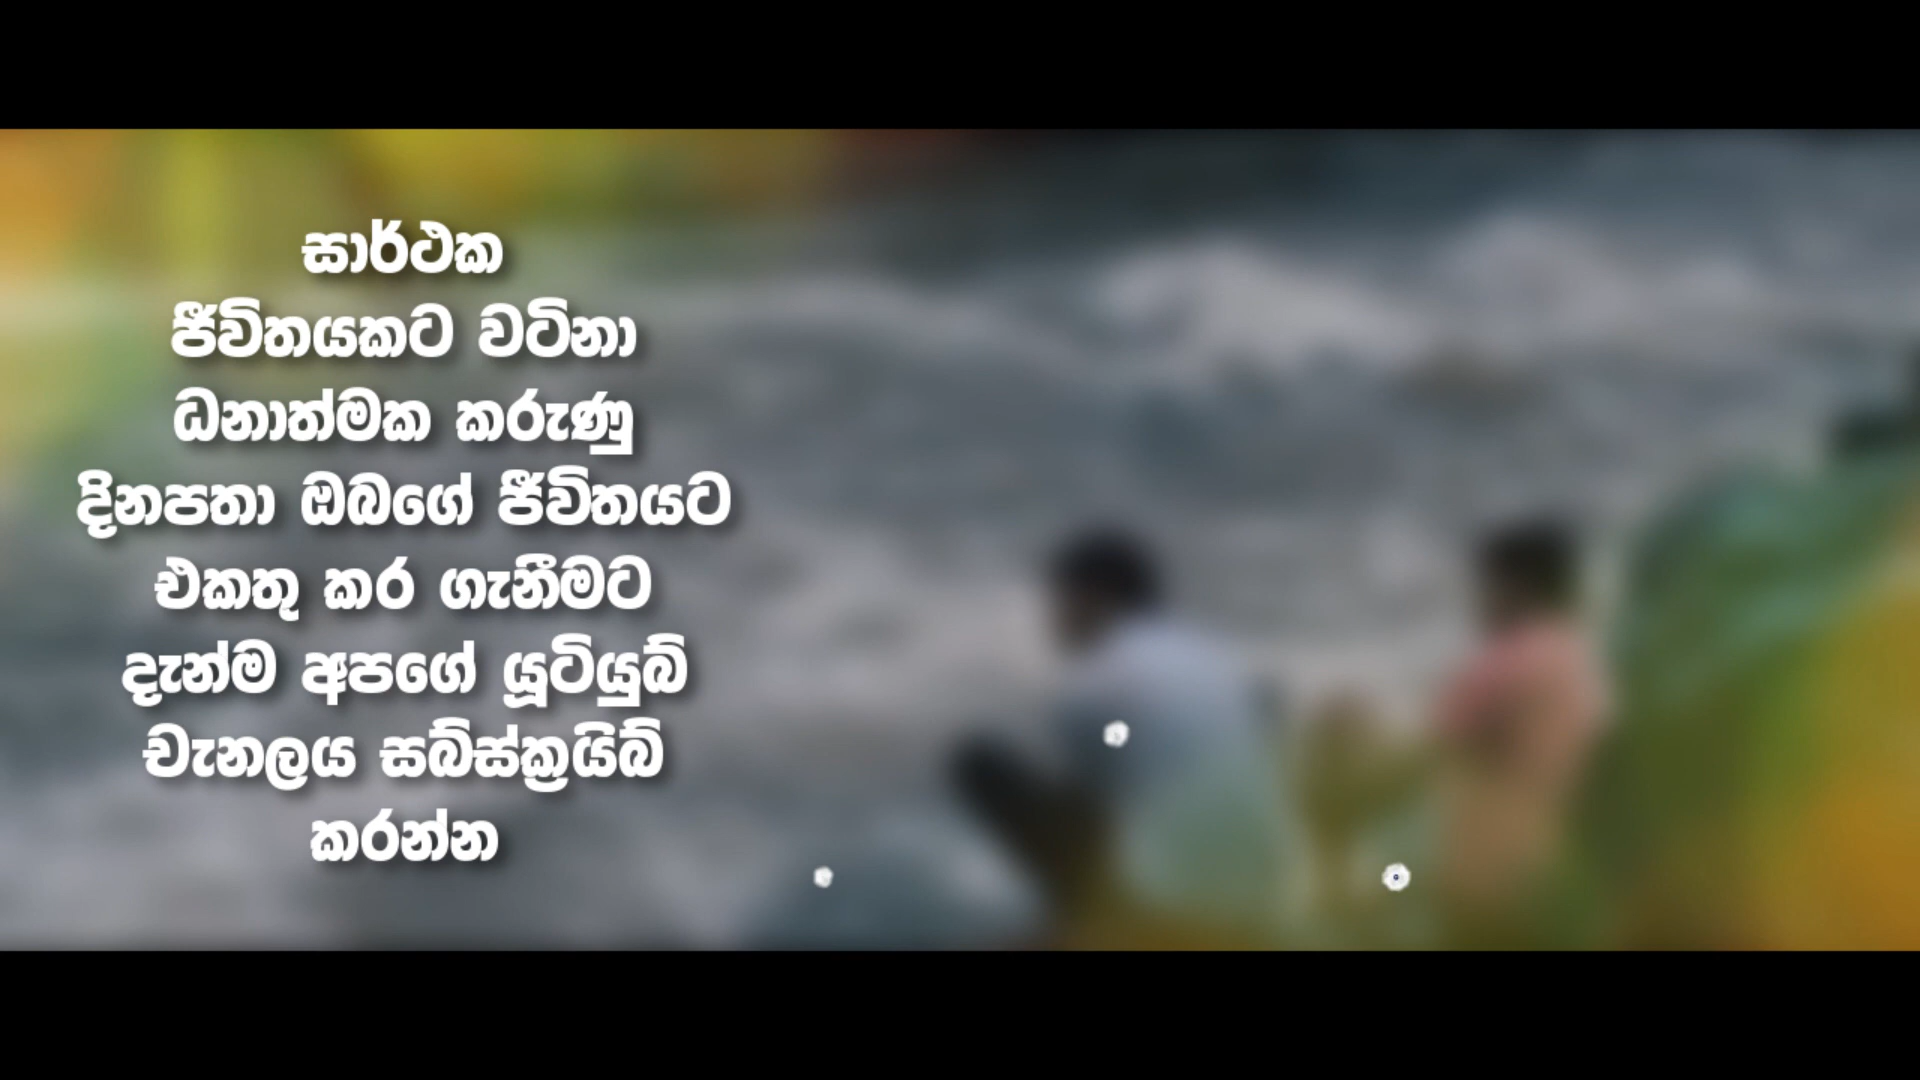 සාර්ථක
ජීවිතයකට වටිනා
ධනාත්මක කරුණු
දිනපතා ඔබගේ ජීවිතයට
එකතු කර ගැනීමට
දැන්ම අපගේ යූටියුබ්
චැනලය සබ්ස්ක්‍රයිබ්
කරන්න